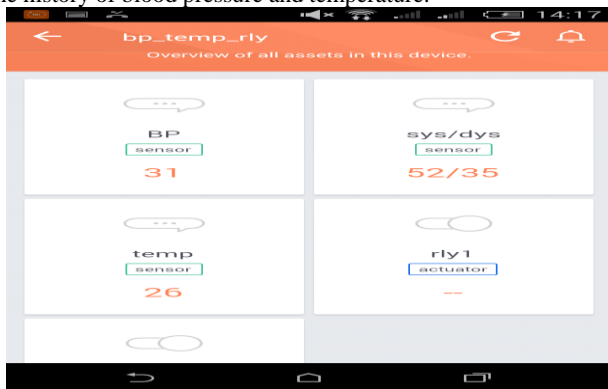 the history of blood pressure and temperature.
14:17
bp_temp_rly
Overview of all assets in this device.
BP
sensor
31
sys/dys
sensor
52/35
temp
sensor
26
rly1
actuator
--